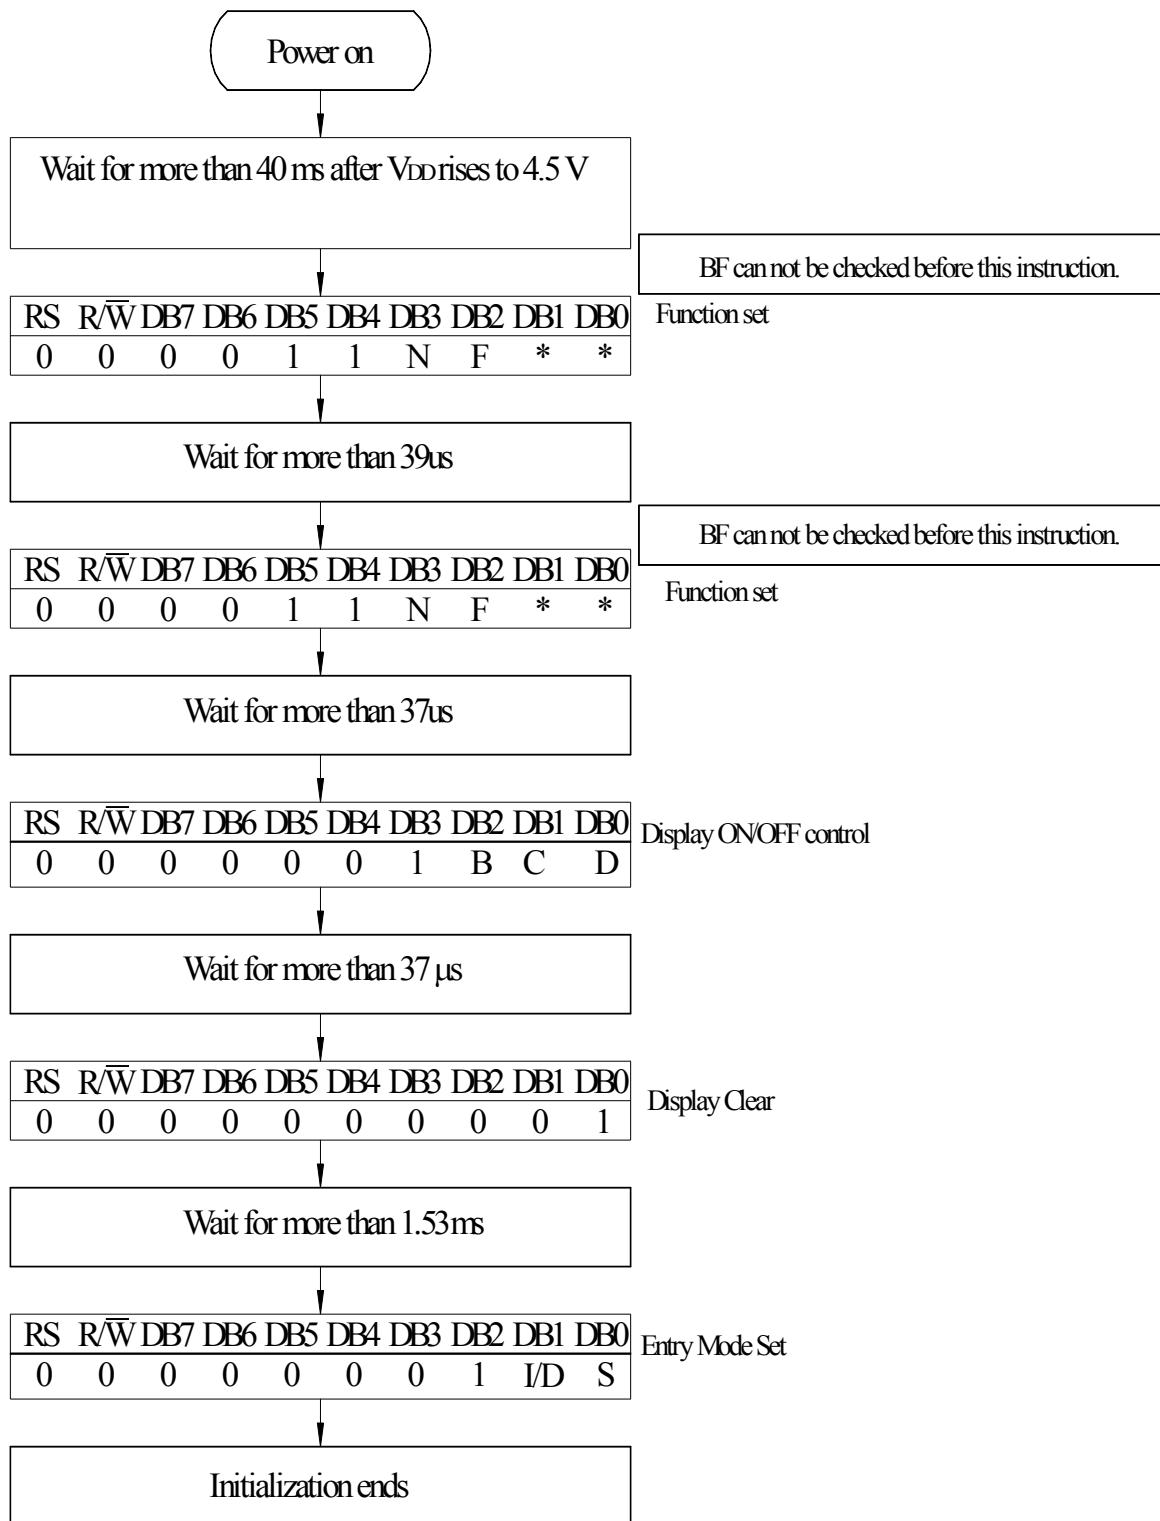 Power on
Wait for more than 40 ms after VDD rises to 4.5 V
BF can not be checked before this instruction.
RS R/W̅ DB7 DB6 DB5 DB4 DB3 DB2 DB1 DB0
Function set
0 0 0 0 1 1 N F * *
Wait for more than 39us
BF can not be checked before this instruction.
RS R/W̅ DB7 DB6 DB5 DB4 DB3 DB2 DB1 DB0
Function set
0 0 0 0 1 1 N F * *
Wait for more than 37us
RS R/W̅ DB7 DB6 DB5 DB4 DB3 DB2 DB1 DB0
Display ON/OFF control
0 0 0 0 0 0 1 B C D
Wait for more than 37 µs
RS R/W̅ DB7 DB6 DB5 DB4 DB3 DB2 DB1 DB0
Display Clear
0 0 0 0 0 0 0 0 0 1
Wait for more than 1.53ms
RS R/W̅ DB7 DB6 DB5 DB4 DB3 DB2 DB1 DB0
Entry Mode Set
0 0 0 0 0 0 0 1 I/D S
Initialization ends